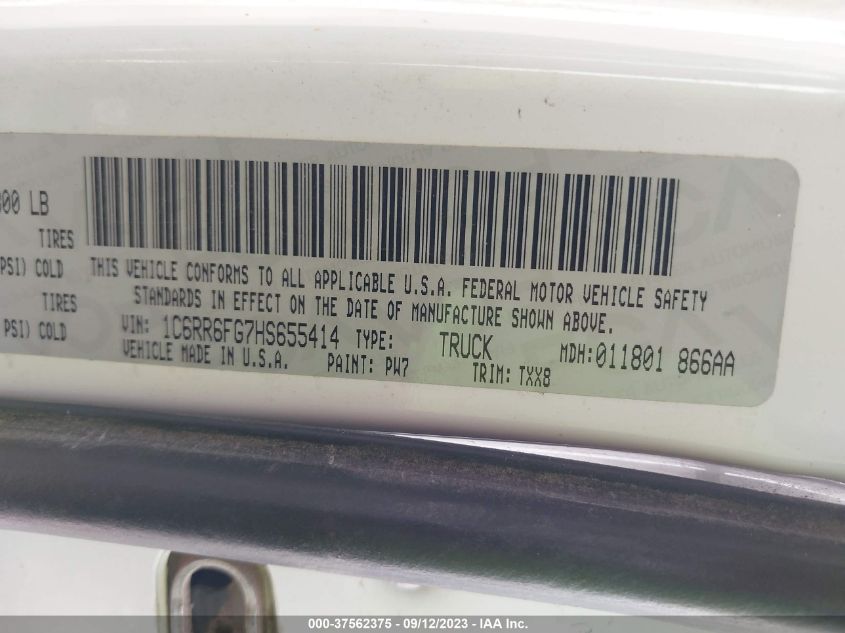 800 LB
TIRES
PSI) COLD
TIRES
PSI) COLD
THIS VEHICLE CONFORMS TO ALL APPLICABLE U.S.A. FEDERAL MOTOR VEHICLE SAFETY
STANDARDS IN EFFECT ON THE DATE OF MANUFACTURE SHOWN ABOVE.
VIN: 1C6RR6FG7HS655414 TYPE: TRUCK MDH:011801 866AA
VEHICLE MADE IN U.S.A. PAINT: PW7 TRIM: TXX8
000-37562375 - 09/12/2023 - IAA Inc.